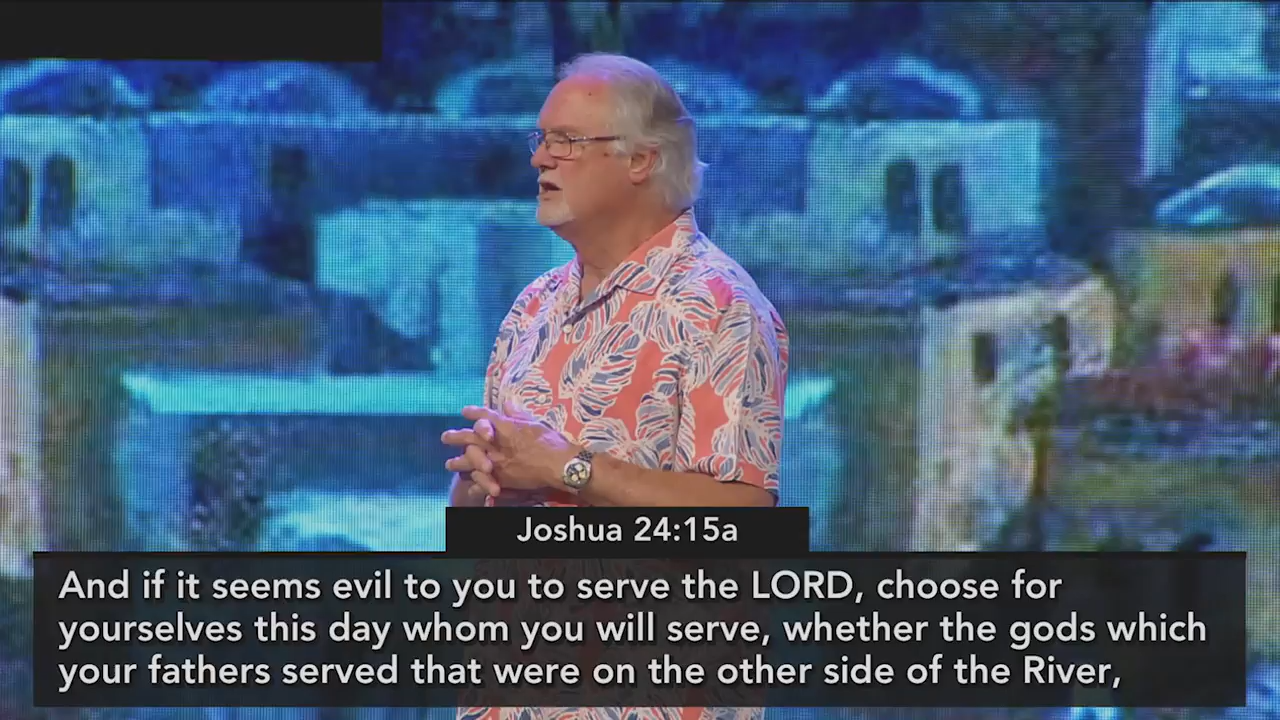 Joshua 24:15a
And if it seems evil to you to serve the LORD, choose for
yourselves this day whom you will serve, whether the gods which
your fathers served that were on the other side of the River,